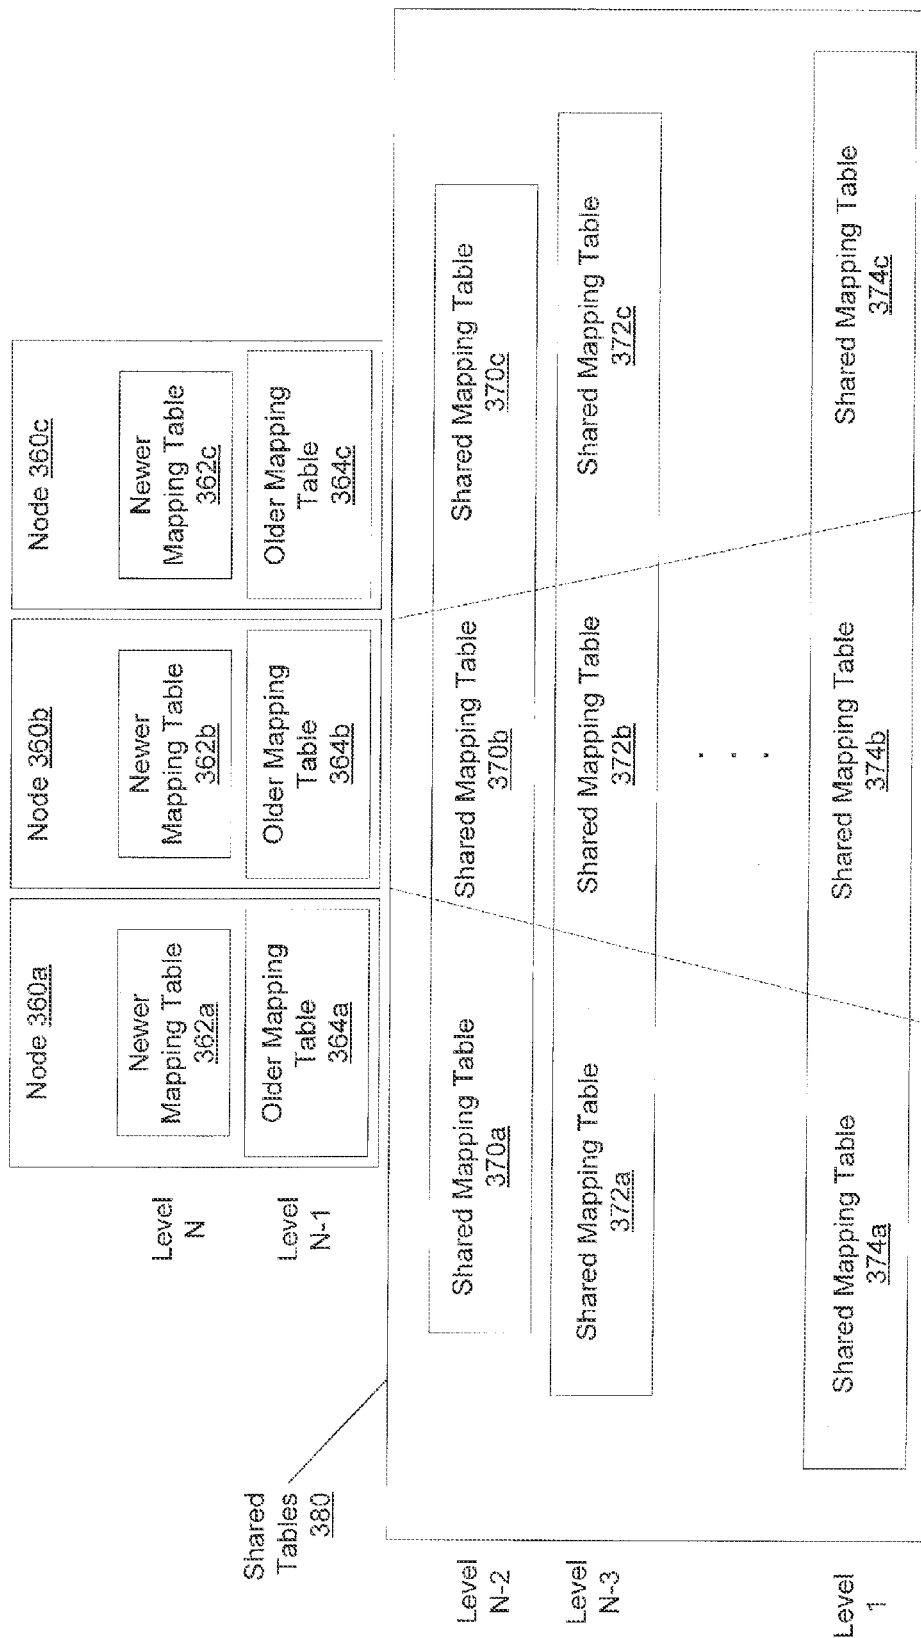 Node 360a
Newer
Mapping Table
362a
Older Mapping
Table
364a
Node 360b
Newer
Mapping Table
362b
Older Mapping
Table
364b
Node 360c
Newer
Mapping Table
362c
Older Mapping
Table
364c
Level
N
Level
N-1
Shared
Tables
380
Level
N-2
Shared Mapping Table
370a
Shared Mapping Table
370b
Shared Mapping Table
370c
Level
N-3
Shared Mapping Table
372a
Shared Mapping Table
372b
Shared Mapping Table
372c
. . .
Level
1
Shared Mapping Table
374a
Shared Mapping Table
374b
Shared Mapping Table
374c